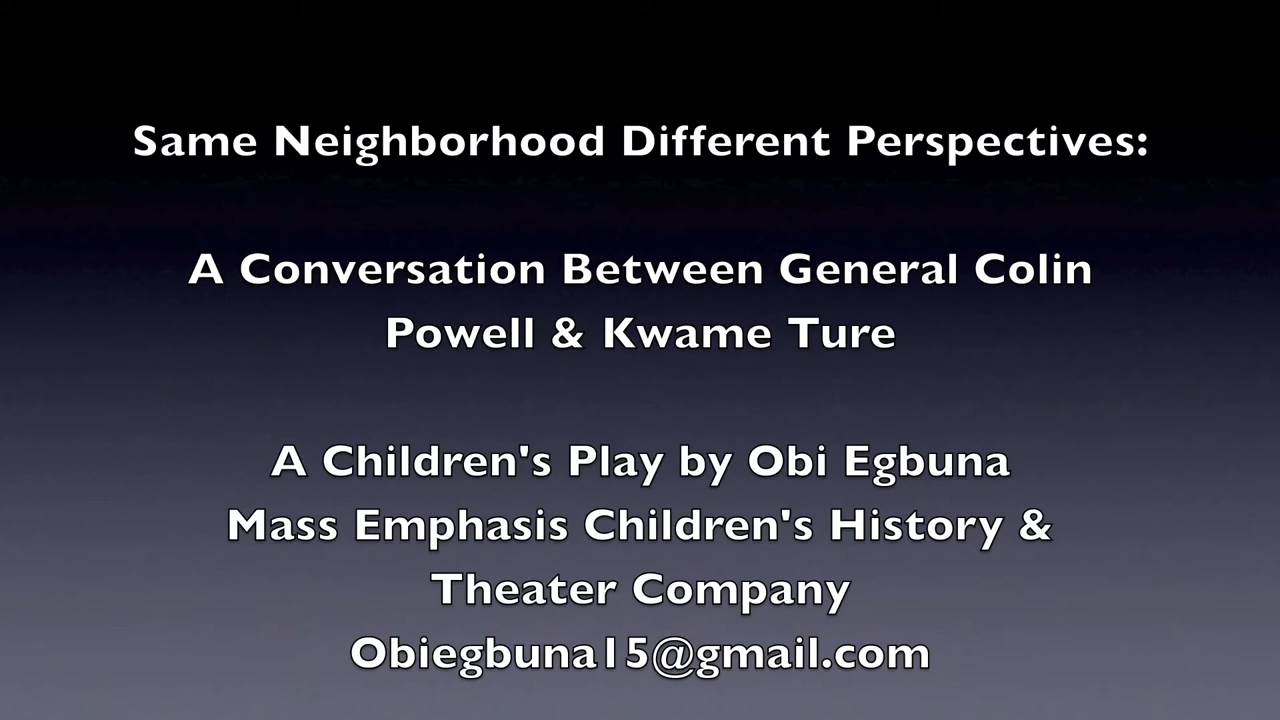 Same Neighborhood Different Perspectives:
A Conversation Between General Colin
Powell & Kwame Ture
A Children's Play by Obi Egbuna
Mass Emphasis Children's History &
Theater Company
Obiegbuna15@gmail.com